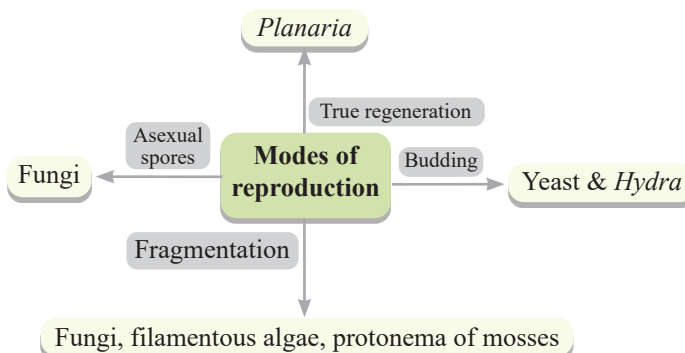 Planaria
True regeneration
Asexual
spores
Modes of
reproduction
Budding
Fungi
Yeast & Hydra
Fragmentation
Fungi, filamentous algae, protonema of mosses